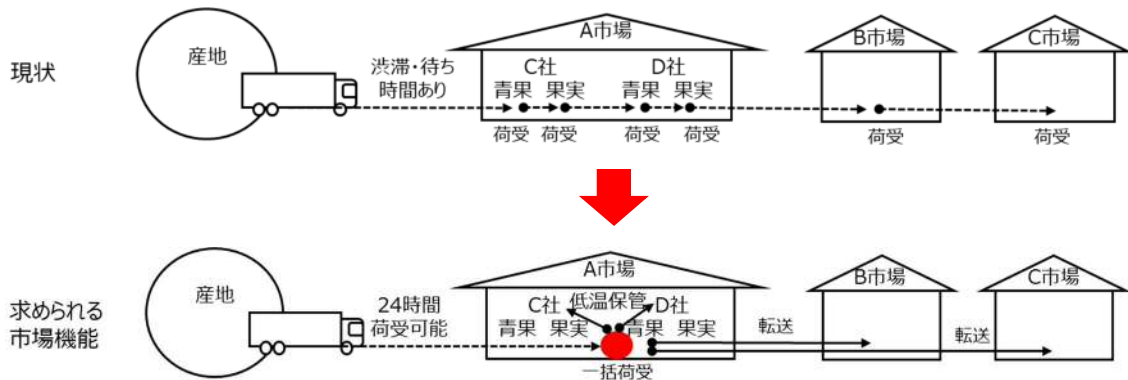 現状
産地
渋滞・待ち
時間あり
A市場
C社
D社
青果 果実
青果 果実
荷受 荷受
荷受 荷受
B市場
荷受
C市場
荷受
求められる
市場機能
産地
24時間
荷受可能
A市場
C社
低温保管
D社
青果 果実
青果 果実
一括荷受
転送
B市場
転送
C市場